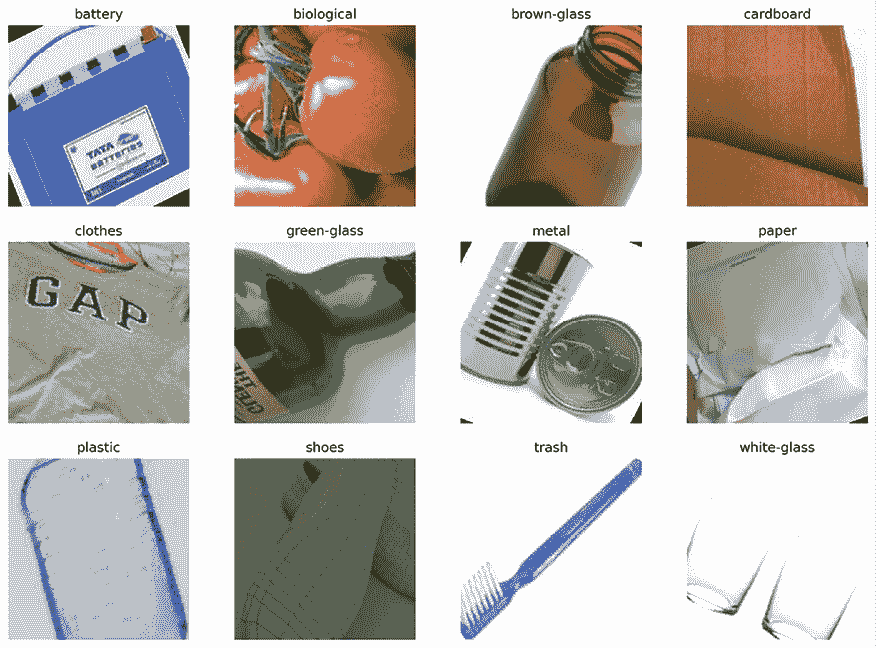 battery
biological
brown-glass
cardboard
TATA
BATTERIES
clothes
green-glass
metal
paper
GAP
plastic
shoes
trash
white-glass